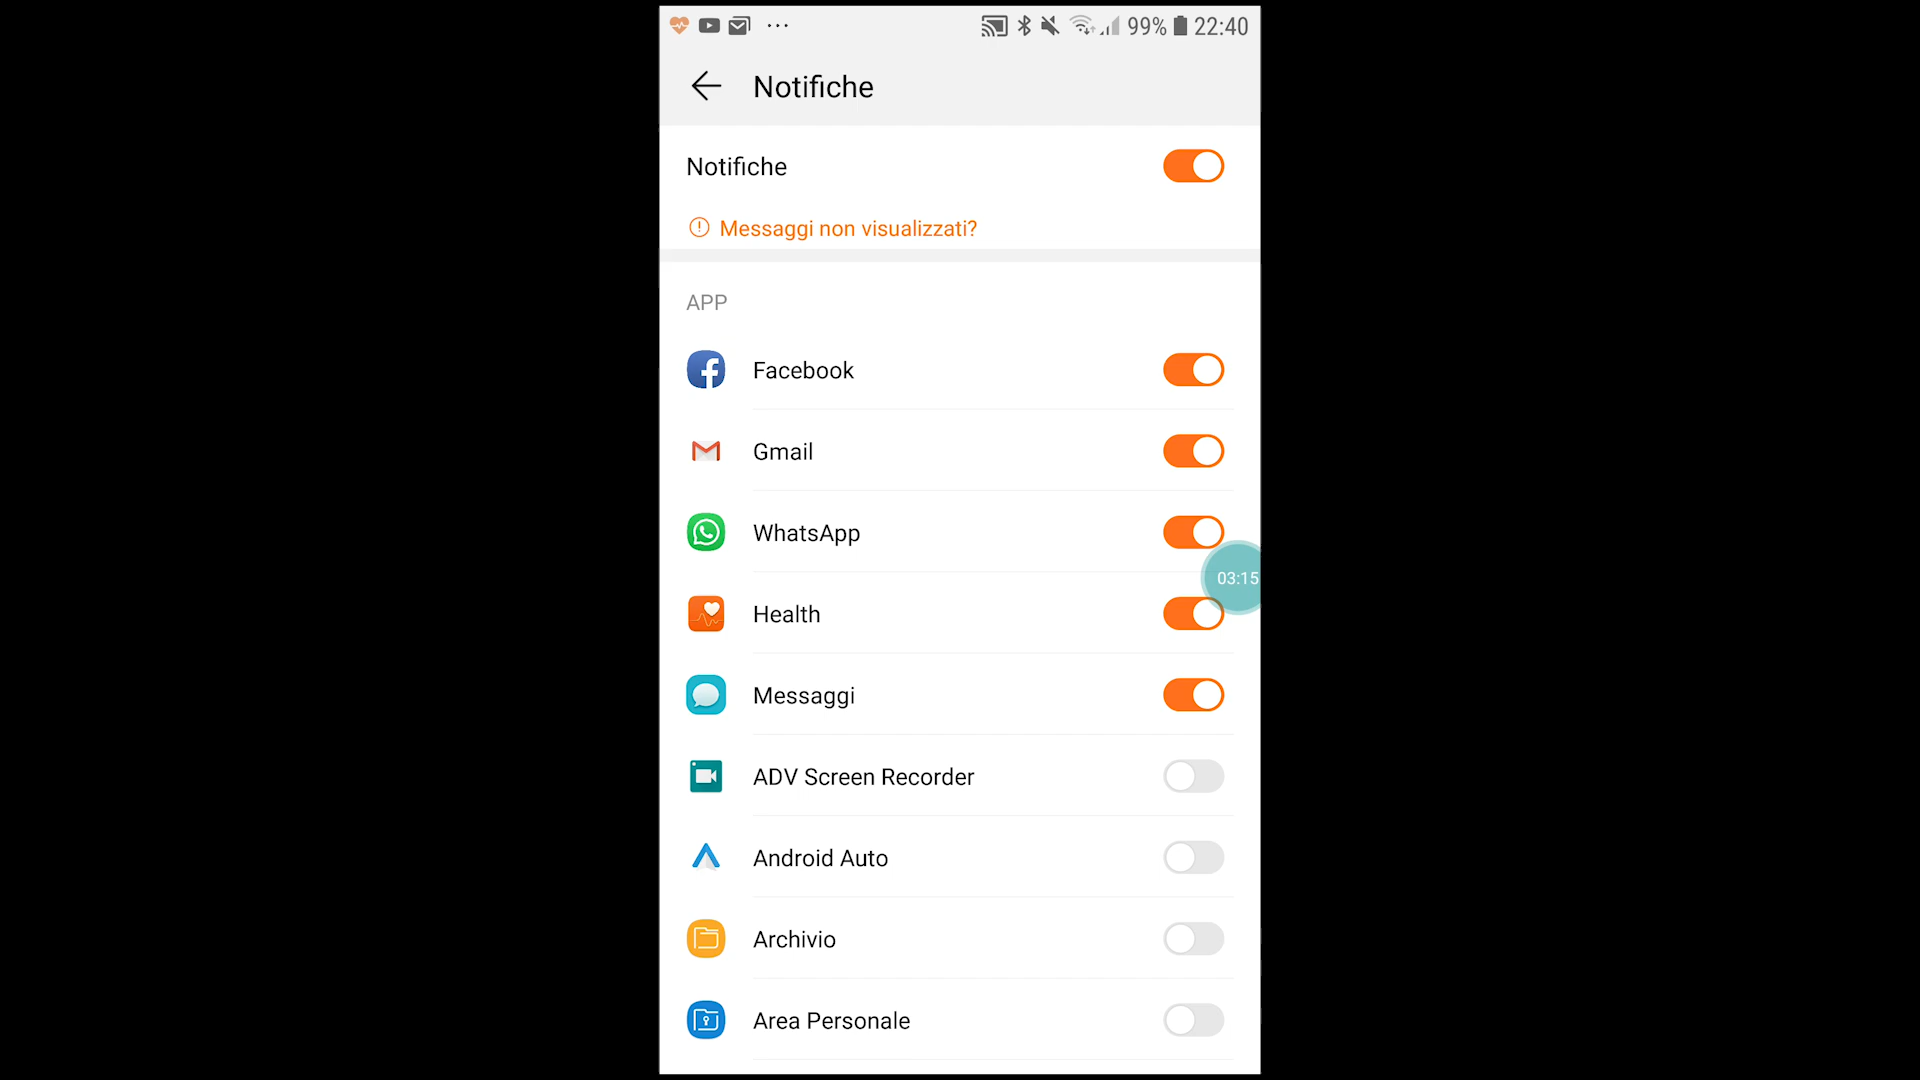 99% 22:40
Notifiche
Notifiche
Messaggi non visualizzati?
APP
Facebook
Gmail
WhatsApp
03:15
Health
Messaggi
ADV Screen Recorder
Android Auto
Archivio
Area Personale